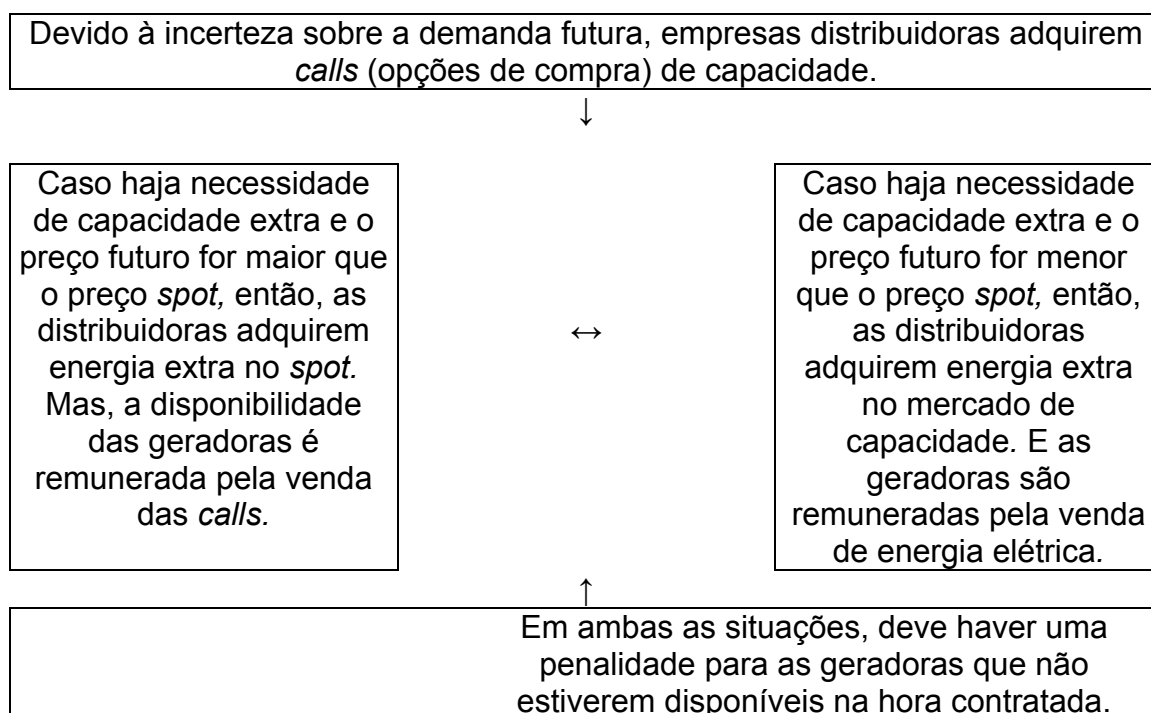 Devido à incerteza sobre a demanda futura, empresas distribuidoras adquirem
calls (opções de compra) de capacidade.
↓
Caso haja necessidade
de capacidade extra e o
preço futuro for maior que
o preço spot, então, as
distribuidoras adquirem
energia extra no spot.
Mas, a disponibilidade
das geradoras é
remunerada pela venda
das calls.
↔
Caso haja necessidade
de capacidade extra e o
preço futuro for menor
que o preço spot, então,
as distribuidoras
adquirem energia extra
no mercado de
capacidade. E as
geradoras são
remuneradas pela venda
de energia elétrica.
↑
Em ambas as situações, deve haver uma
penalidade para as geradoras que não
estiverem disponíveis na hora contratada.